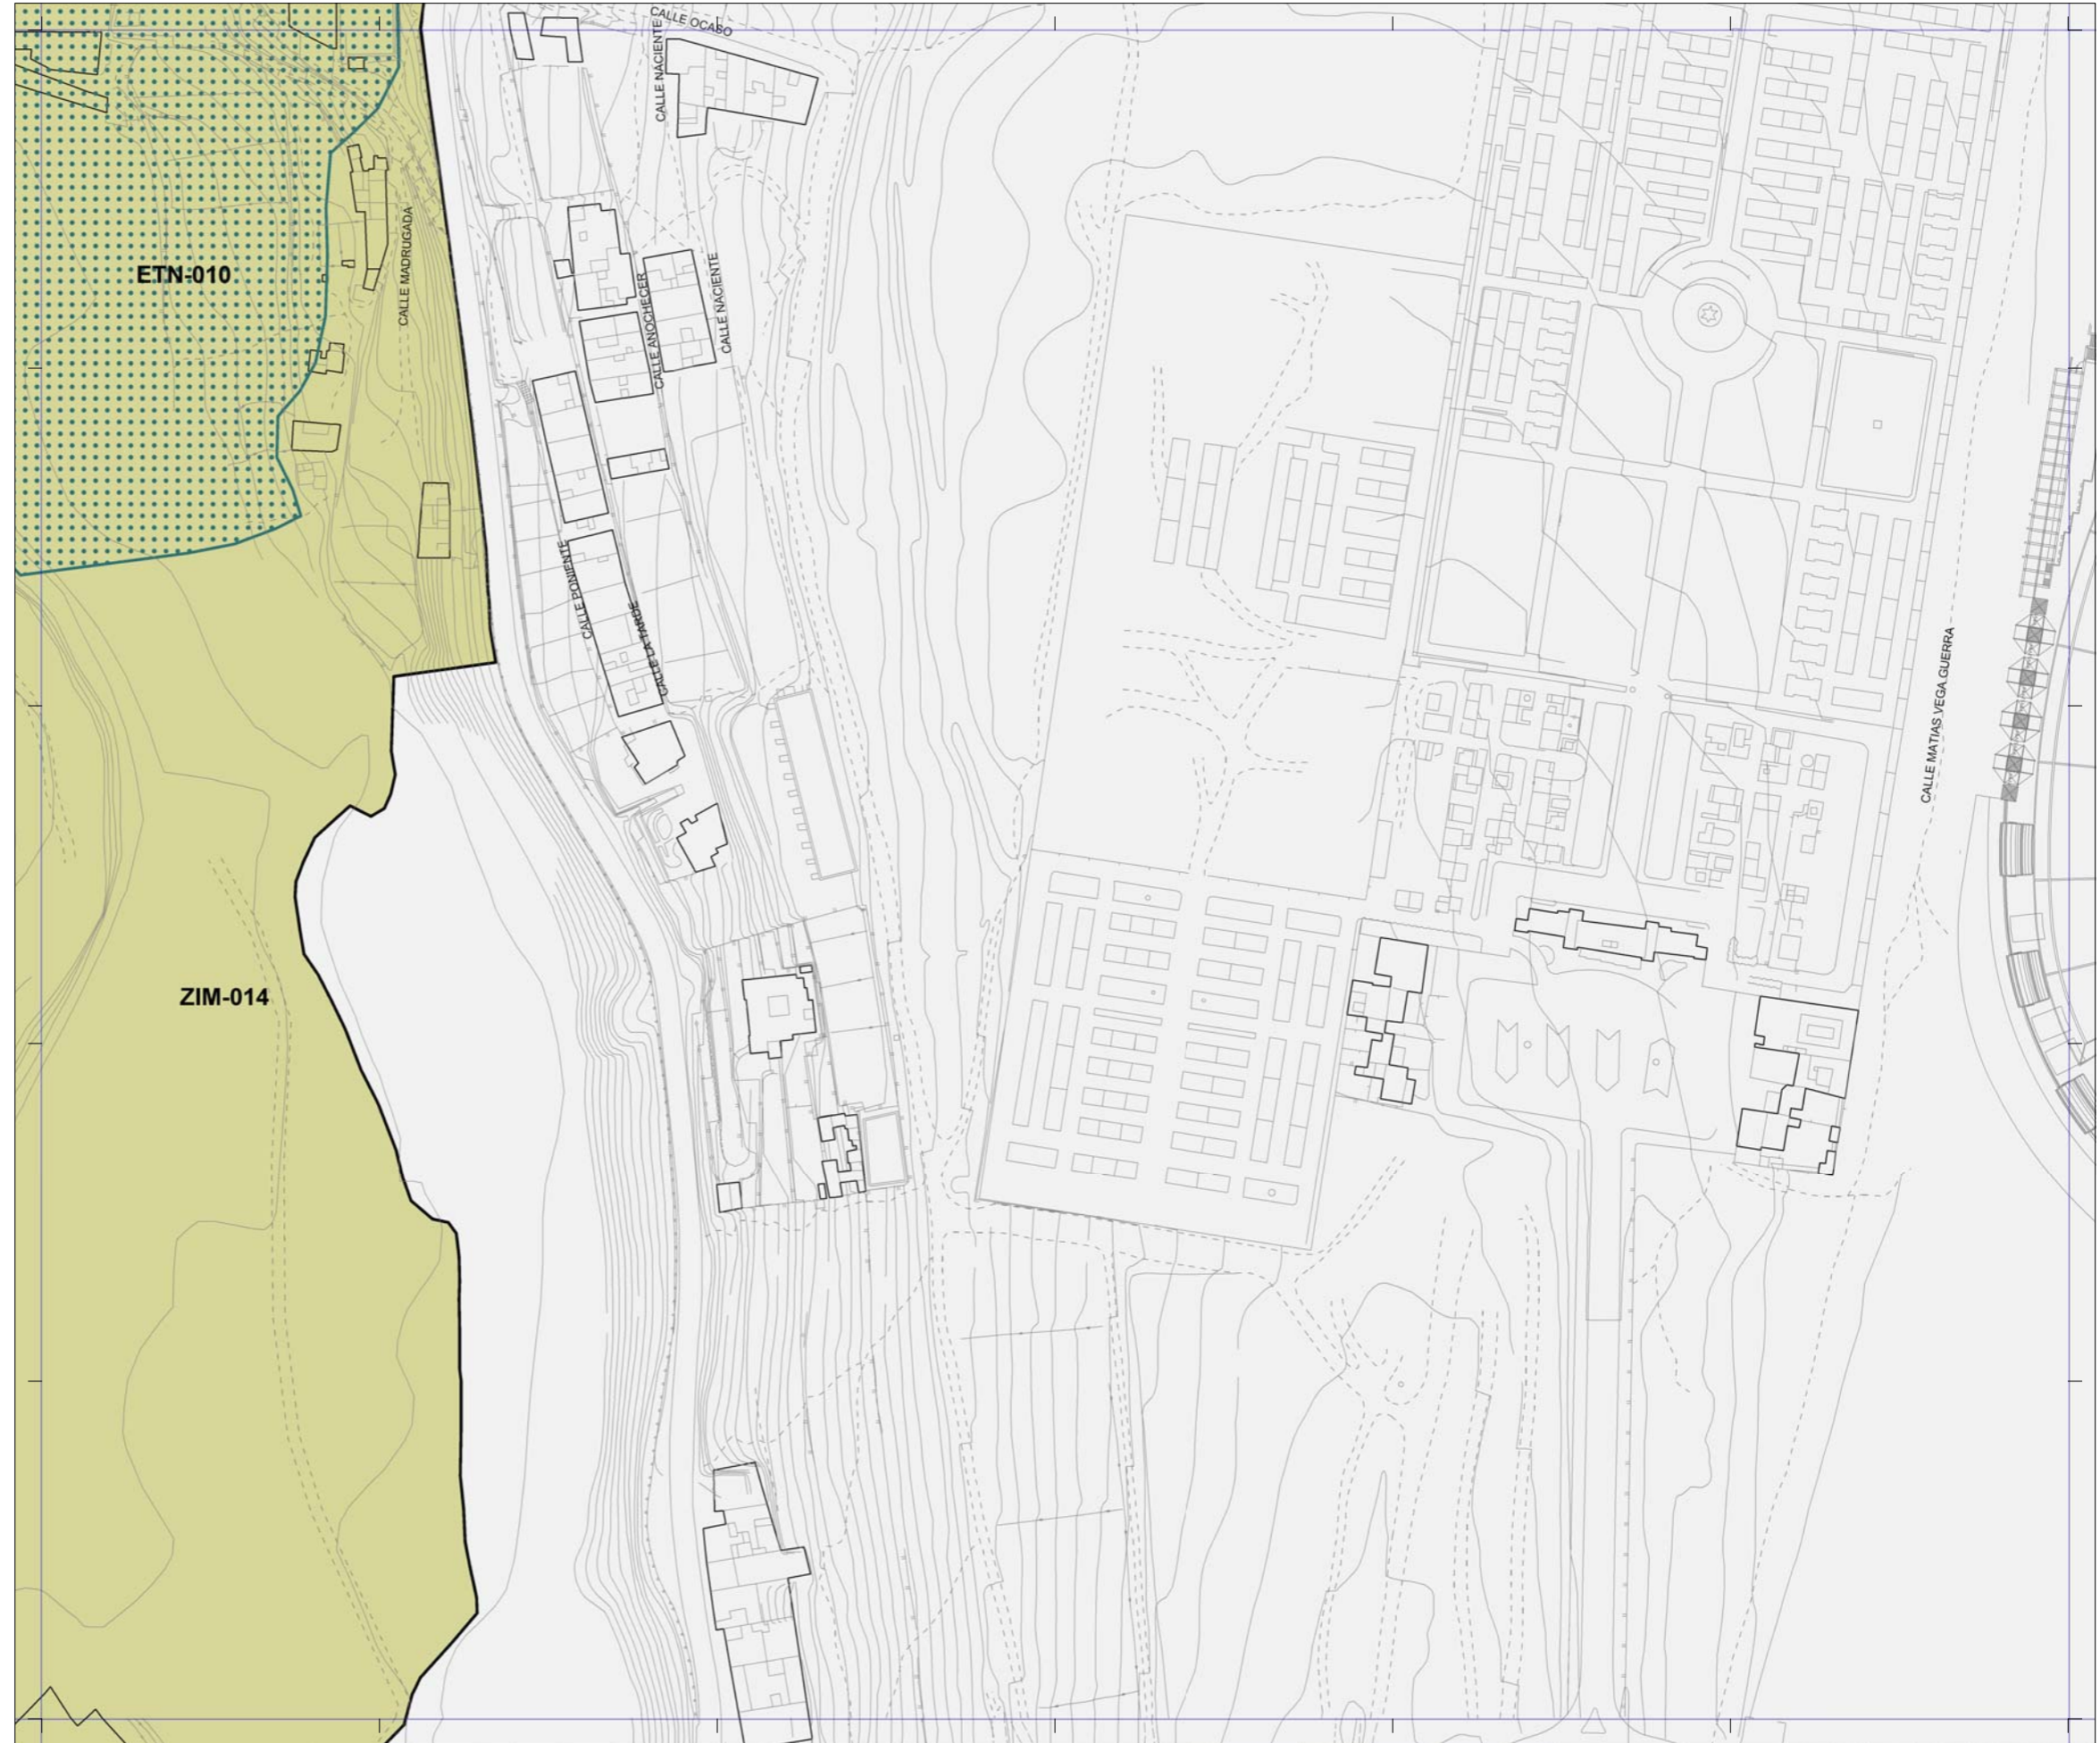 CALLE OCASO
CALLE NACIENTE
CALLE MADRUGADA
ETN-010
CALLE ANOCHECER
CALLE NACIENTE
CALLE PONIENTE
CALLE LA TARDE
CALLE MATIAS VEGA GUERRA
ZIM-014